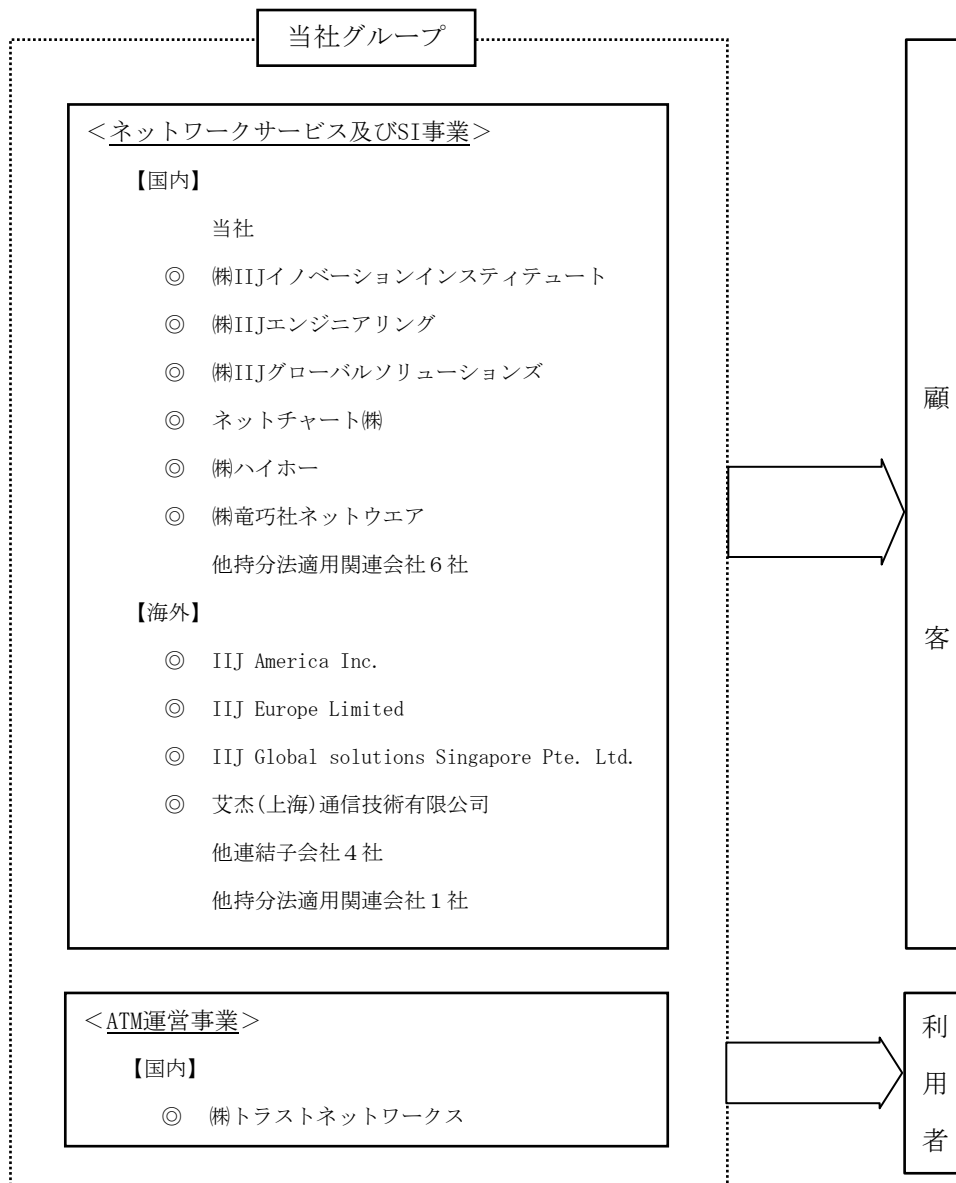 当社グループ
＜ネットワークサービス及びSI事業＞
【国内】
当社
◎ ㈱IIJイノベーションインスティテュート
◎ ㈱IIJエンジニアリング
◎ ㈱IIJグローバルソリューションズ
◎ ネットチャート㈱
◎ ㈱ハイホー
◎ ㈱竜巧社ネットウエア
他持分法適用関連会社６社
【海外】
◎ IIJ America Inc.
◎ IIJ Europe Limited
◎ IIJ Global solutions Singapore Pte. Ltd.
◎ 艾杰(上海)通信技術有限公司
他連結子会社４社
他持分法適用関連会社１社
顧客
＜ATM運営事業＞
【国内】
◎ ㈱トラストネットワークス
利用者